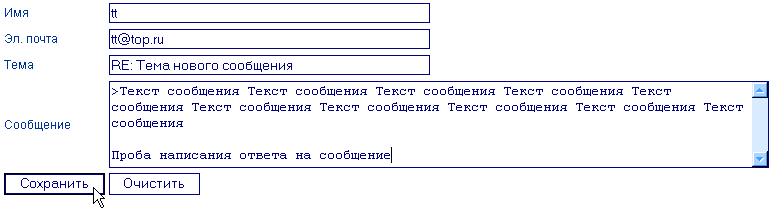 Имя
tt
Эл. почта
tt@top.ru
Тема
RE: Тема нового сообщения
Сообщение
>Текст сообщения Текст сообщения Текст сообщения Текст сообщения Текст
сообщения Текст сообщения Текст сообщения Текст сообщения Текст сообщения Текст
сообщения
Проба написания ответа на сообщение
Сохранить
Очистить